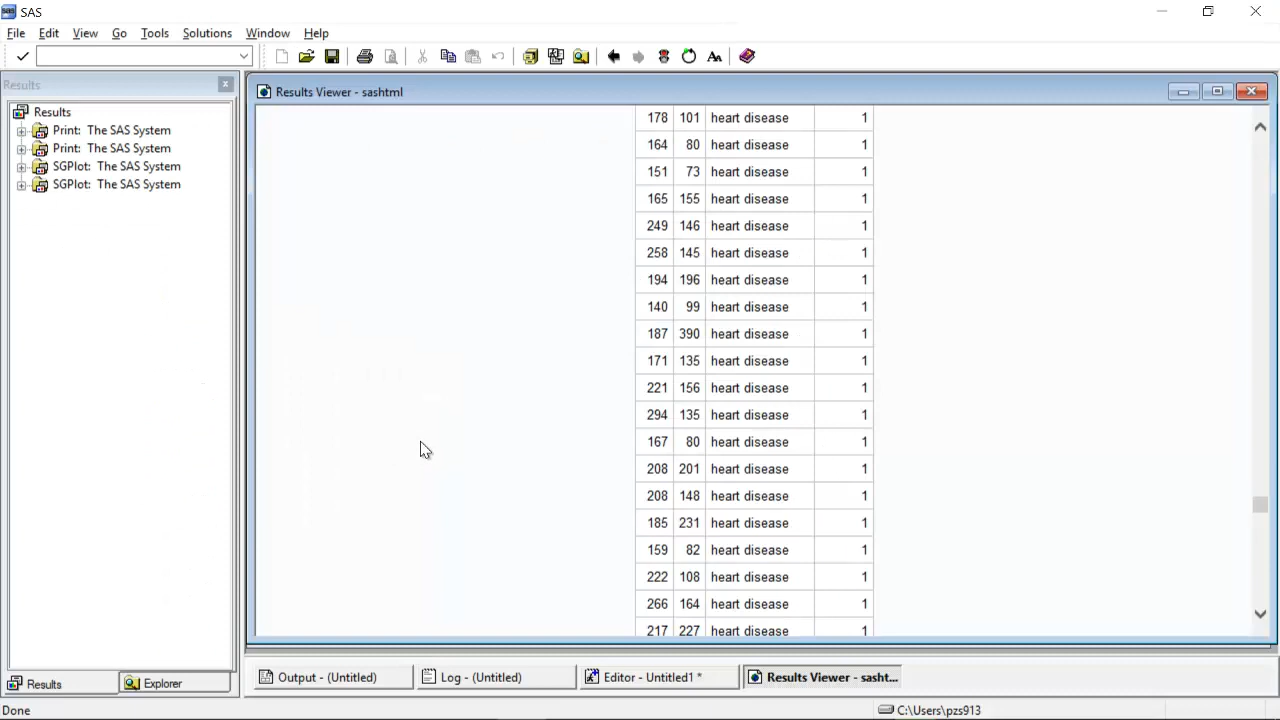 SAS
File Edit View Go Tools Solutions Window Help
Results
Results Viewer - sashtml
Results
Print: The SAS System
Print: The SAS System
SGPlot: The SAS System
SGPlot: The SAS System
178 101 heart disease 1
164 80 heart disease 1
151 73 heart disease 1
165 155 heart disease 1
249 146 heart disease 1
258 145 heart disease 1
194 196 heart disease 1
140 99 heart disease 1
187 390 heart disease 1
171 135 heart disease 1
221 156 heart disease 1
294 135 heart disease 1
167 80 heart disease 1
208 201 heart disease 1
208 148 heart disease 1
185 231 heart disease 1
159 82 heart disease 1
222 108 heart disease 1
266 164 heart disease 1
217 227 heart disease 1
Results Explorer
Output - (Untitled) Log - (Untitled) Editor - Untitled1 * Results Viewer - sasht...
Done C:\Users\pzs913